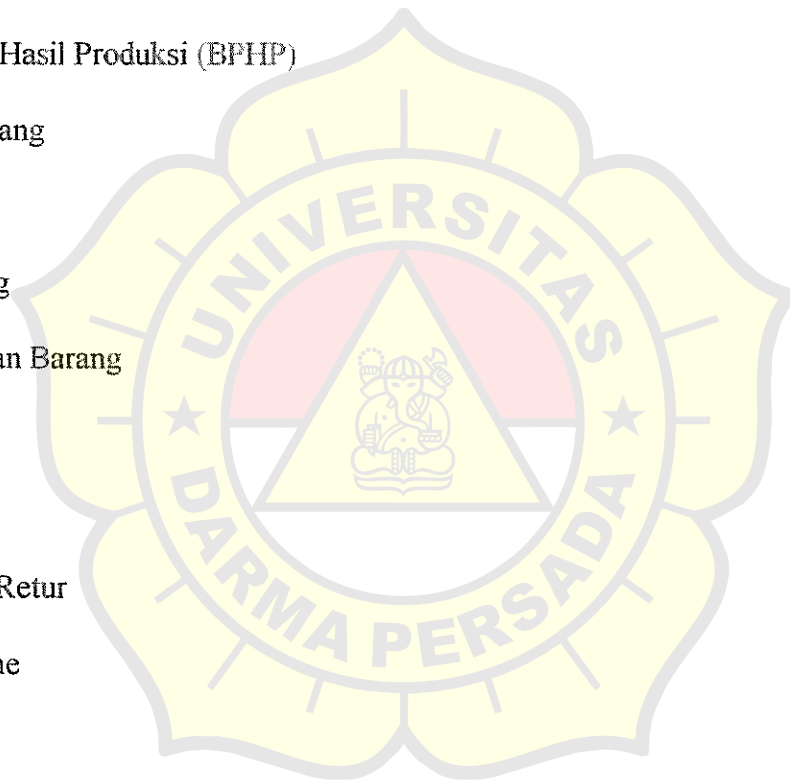 Hasil Produksi (BPHP)
ang
UNIVERSITAS
g
an Barang
DARMA PERSADA
Retur
ne